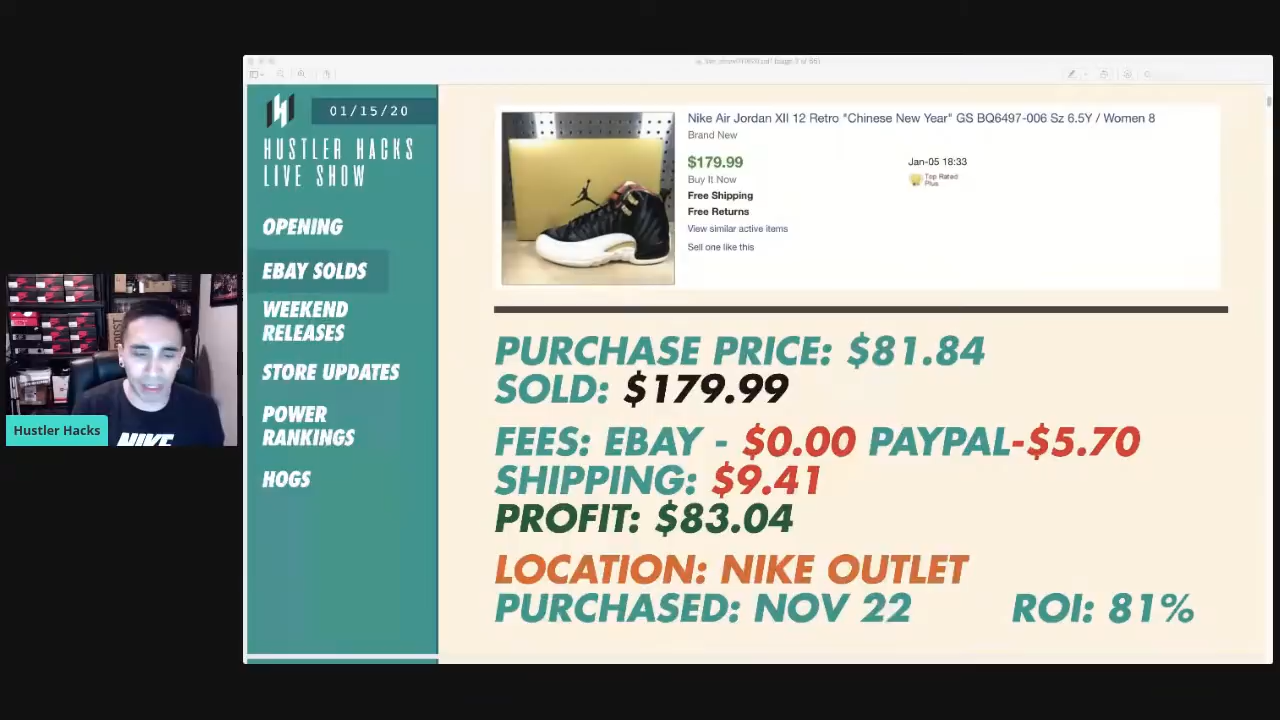 01/15/20
HUSTLER HACKS
LIVE SHOW
OPENING
EBAY SOLDS
WEEKEND
RELEASES
STORE UPDATES
POWER
RANKINGS
HOGS
Hustler Hacks
NIKE
Nike Air Jordan XII 12 Retro "Chinese New Year" GS BQ6497-006 Sz 6.5Y / Women 8
Brand New
$179.99
Buy It Now
Free Shipping
Free Returns
View similar active items
Sell one like this
Jan-05 18:33
Top Rated
Plus
PURCHASE PRICE: $81.84
SOLD: $179.99
FEES: EBAY - $0.00 PAYPAL-$5.70
SHIPPING: $9.41
PROFIT: $83.04
LOCATION: NIKE OUTLET
PURCHASED: NOV 22 ROI: 81%